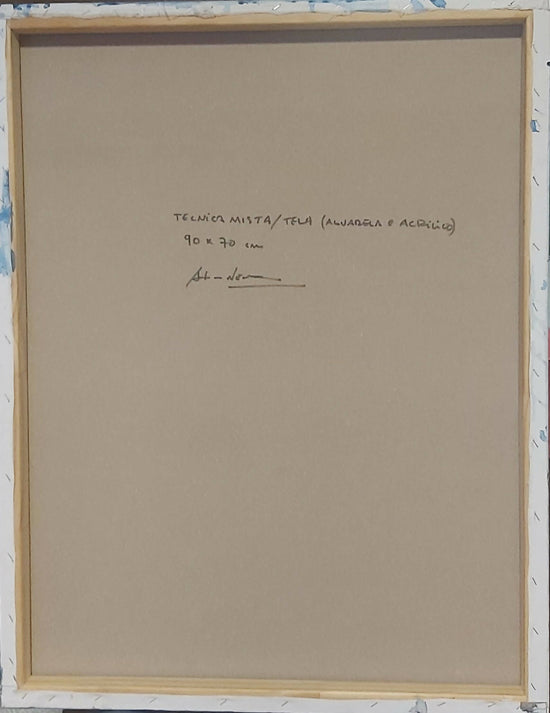 TECNICA MISTA/TELA (AGUARELA E ACRÍLICO)
90 x 70 cm